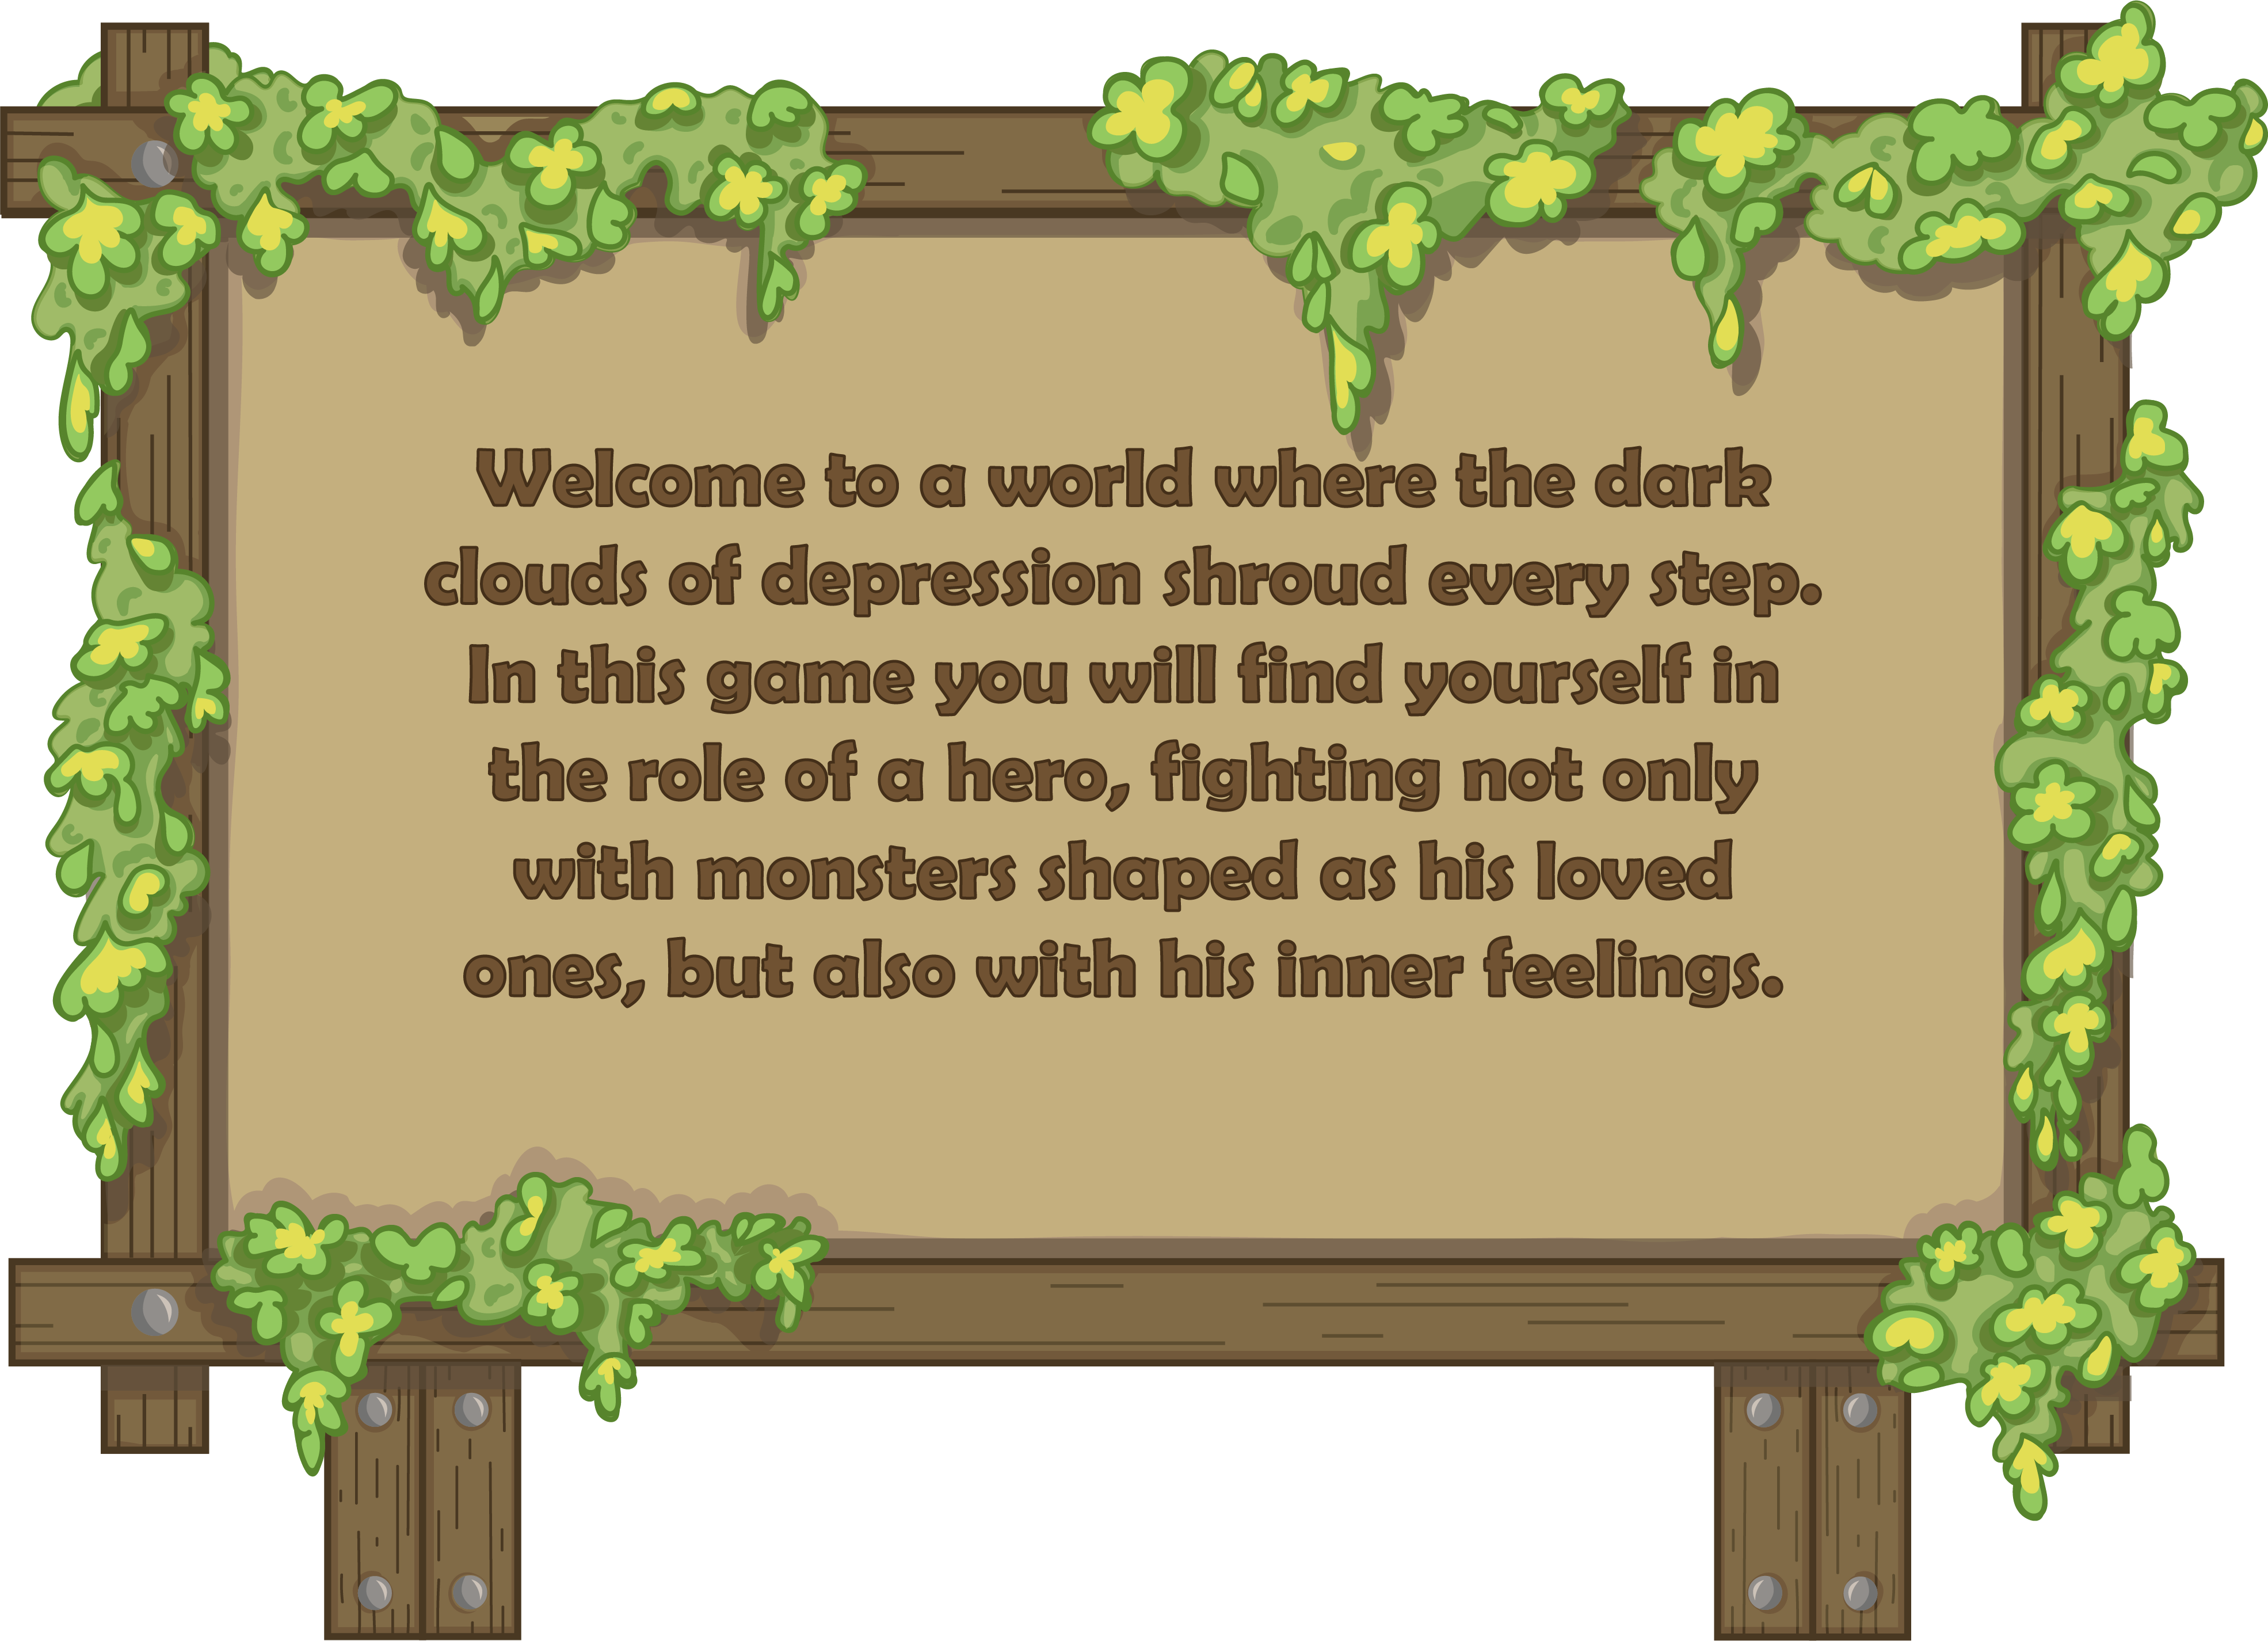 Welcome to a world where the dark
clouds of depression shroud every step.
In this game you will find yourself in
the role of a hero, fighting not only
with monsters shaped as his loved
ones, but also with his inner feelings.